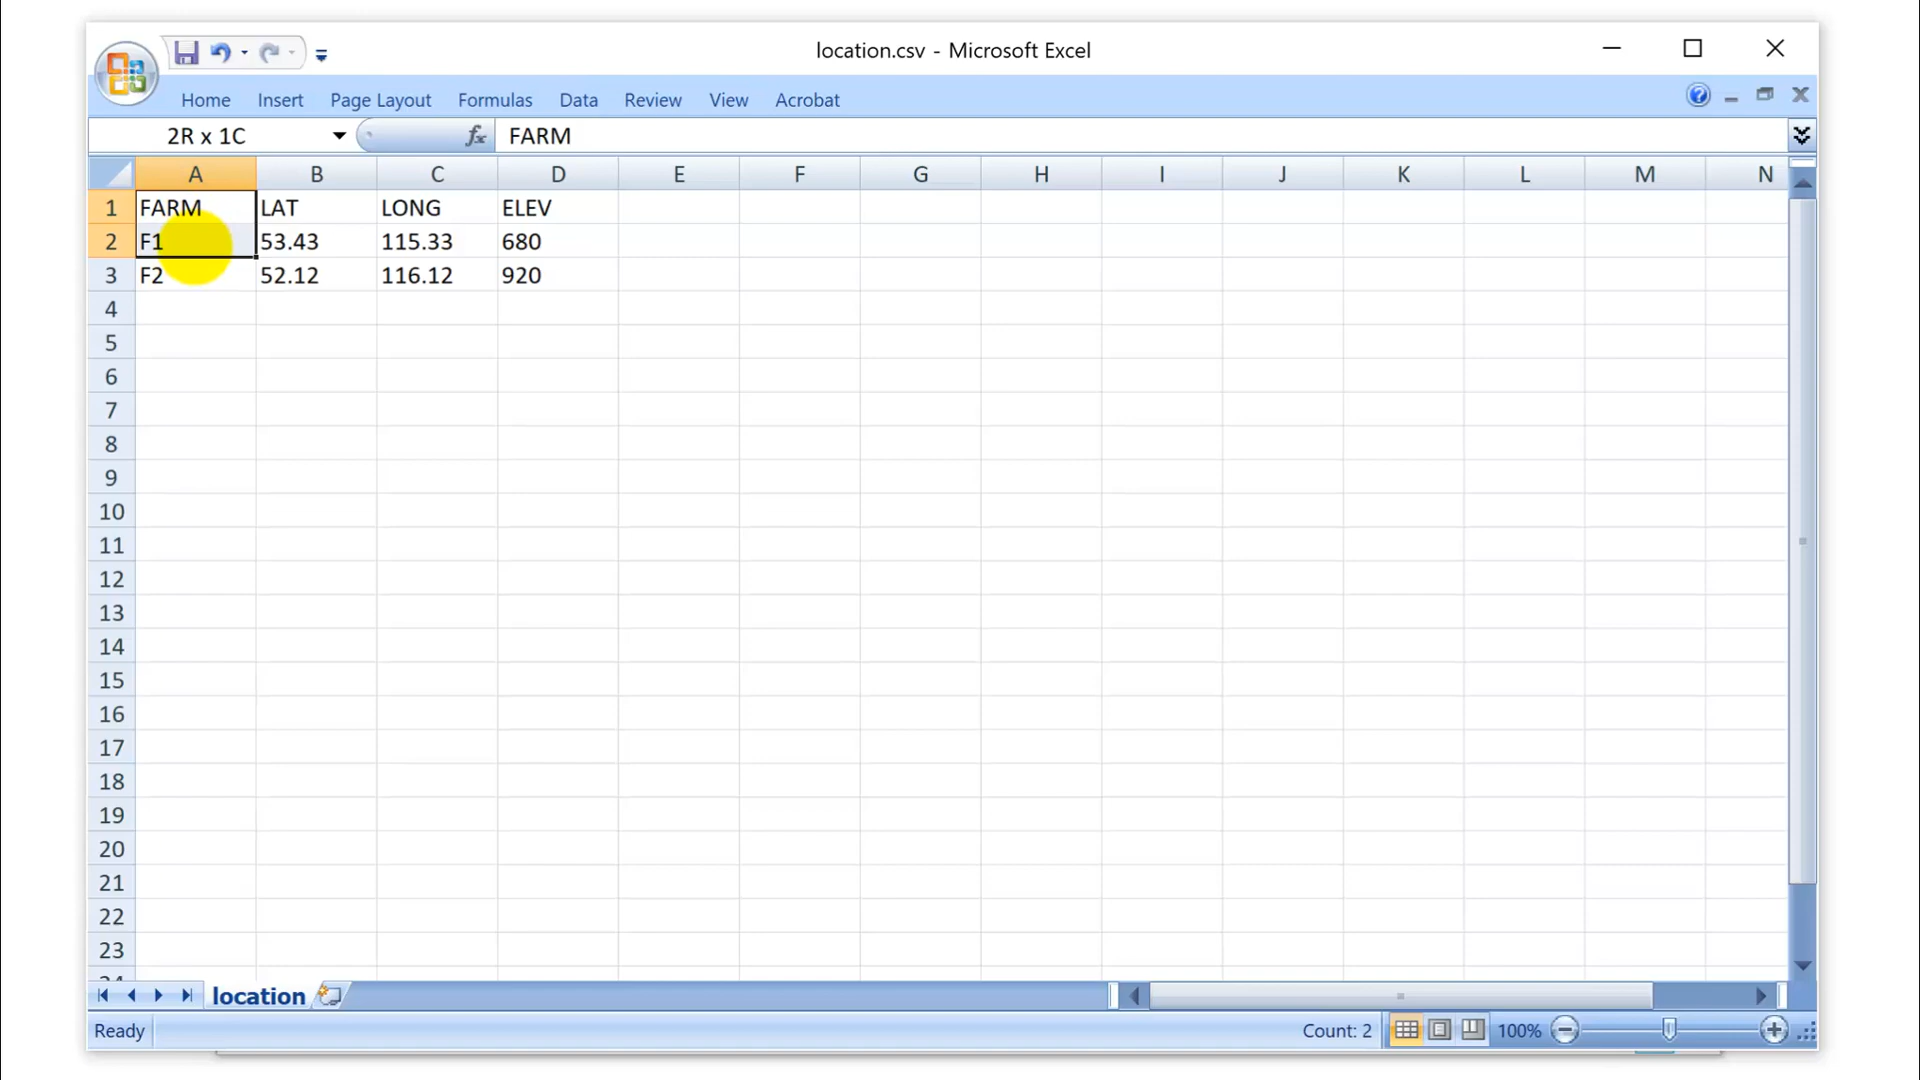 location.csv - Microsoft Excel
Home Insert Page Layout Formulas Data Review View Acrobat
2R x 1C fx FARM
A B C D E F G H I J K L M N
1 FARM LAT LONG ELEV
2 F1 53.43 115.33 680
3 F2 52.12 116.12 920
4
5
6
7
8
9
10
11
12
13
14
15
16
17
18
19
20
21
22
23
24
location
Ready Count: 2 100%